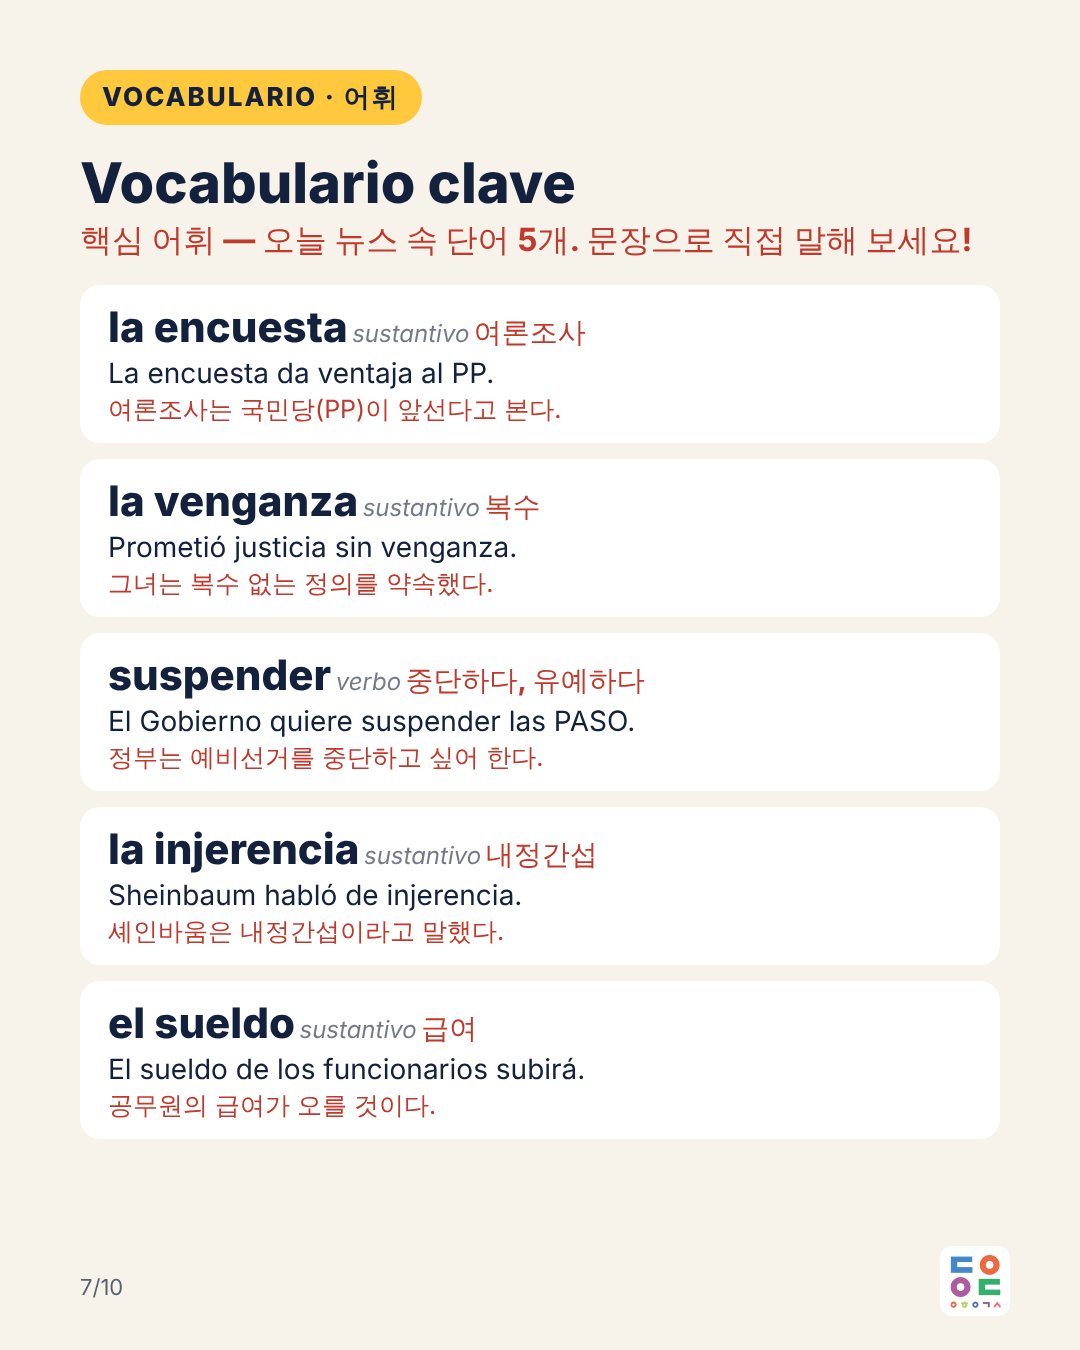 VOCABULARIO · 어휘
Vocabulario clave
핵심 어휘 — 오늘 뉴스 속 단어 5개. 문장으로 직접 말해 보세요!
la encuesta sustantivo 여론조사
La encuesta da ventaja al PP.
여론조사는 국민당(PP)이 앞선다고 본다.
la venganza sustantivo 복수
Prometió justicia sin venganza.
그녀는 복수 없는 정의를 약속했다.
suspender verbo 중단하다, 유예하다
El Gobierno quiere suspender las PASO.
정부는 예비선거를 중단하고 싶어 한다.
la injerencia sustantivo 내정간섭
Sheinbaum habló de injerencia.
셰인바움은 내정간섭이라고 말했다.
el sueldo sustantivo 급여
El sueldo de los funcionarios subirá.
공무원의 급여가 오를 것이다.
7/10